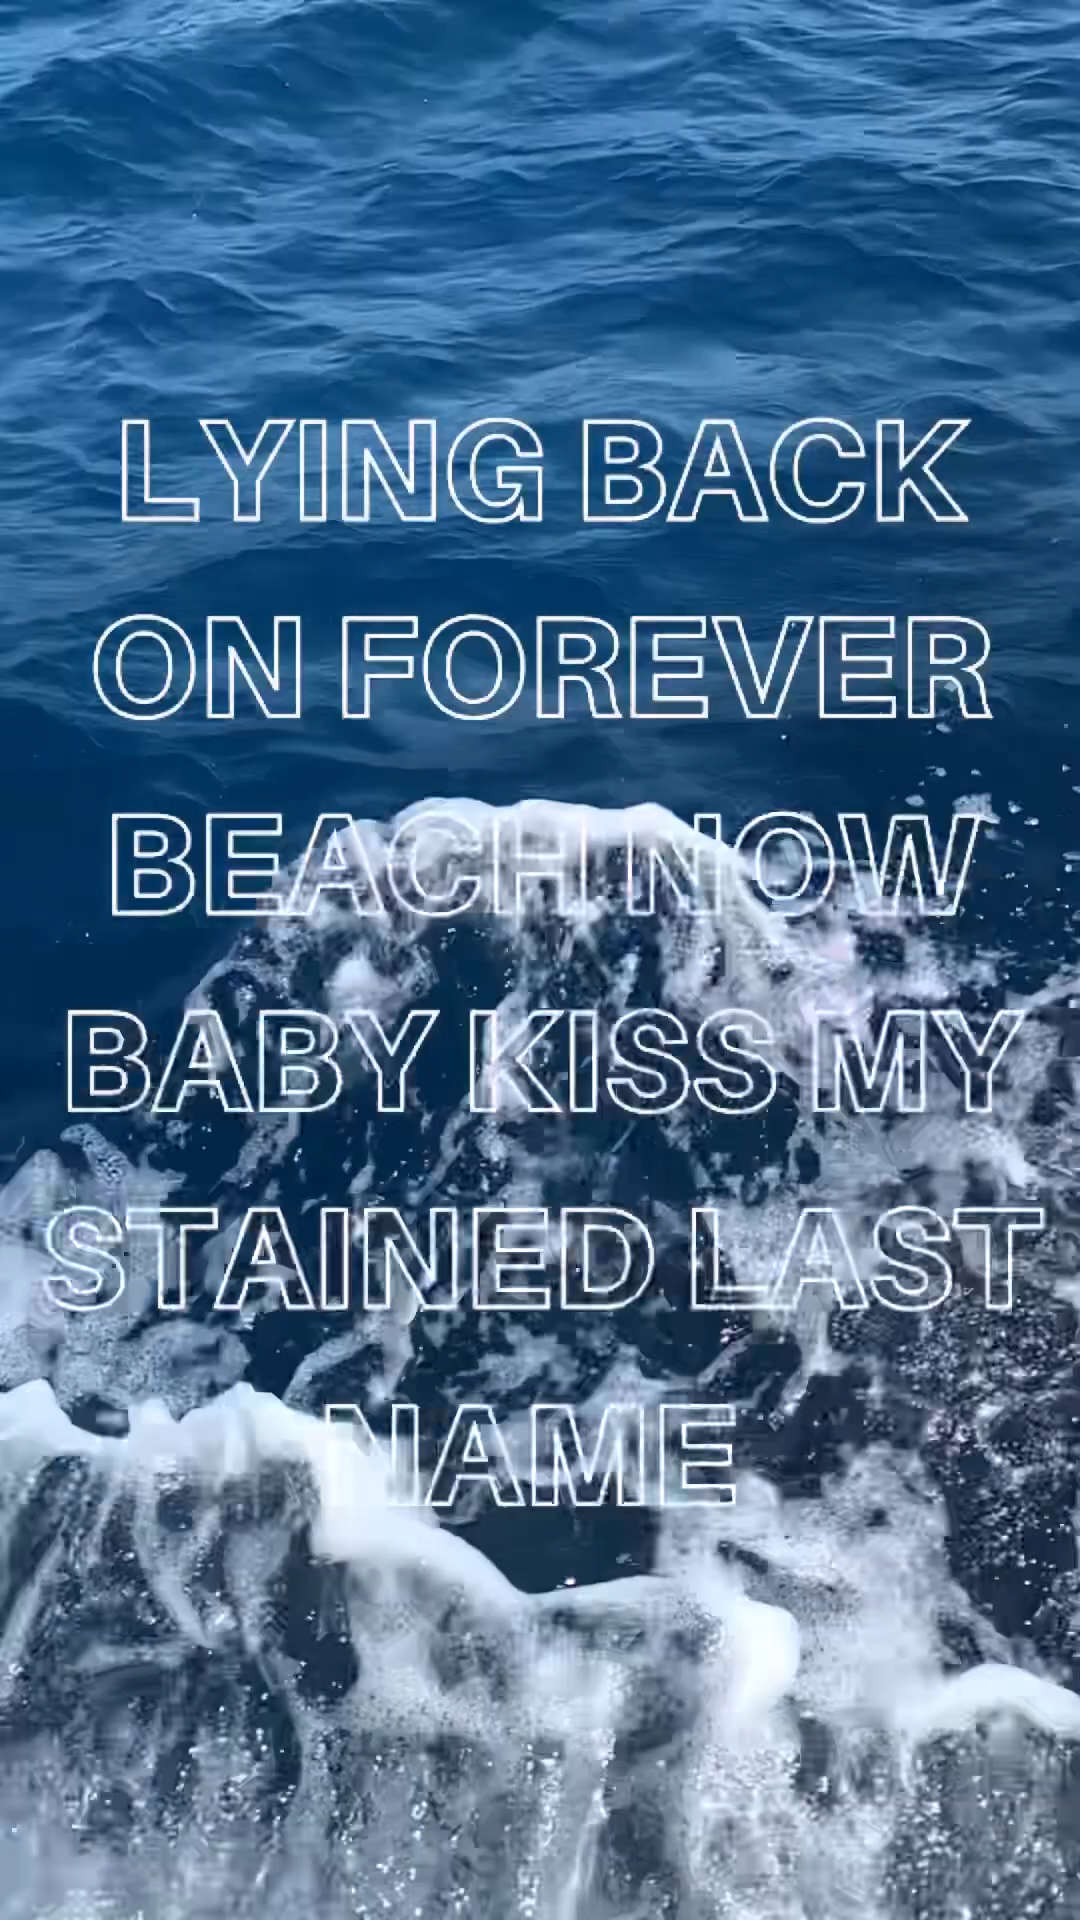 LYING BACK
ON FOREVER
BEACH NOW
BABY KISS MY
STAINED LAST
NAME